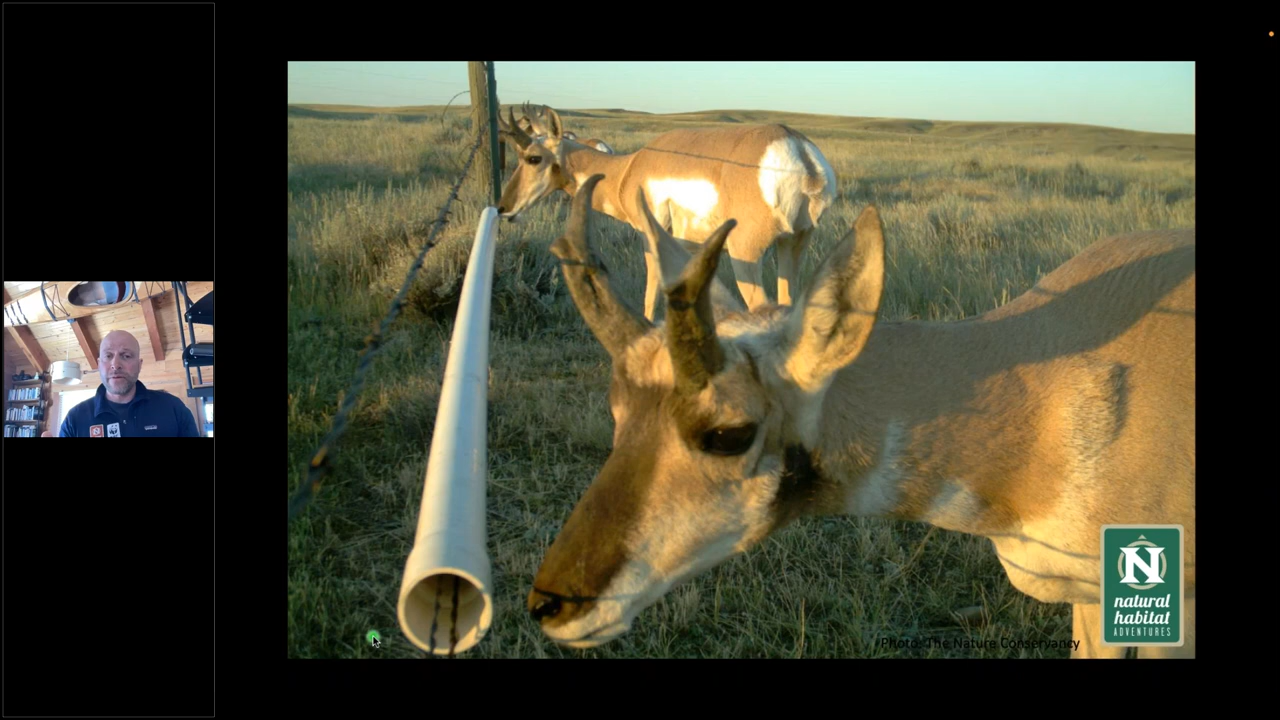 Photo: The Nature Conservancy
N
natural
habitat
ADVENTURES